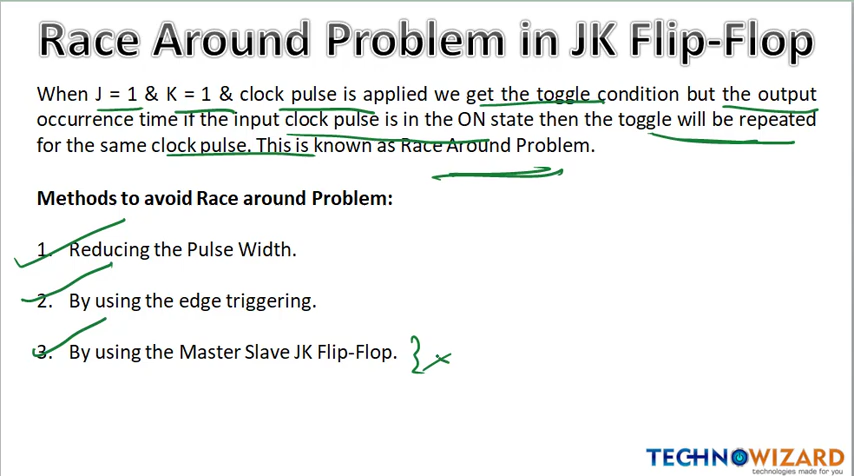 Race Around Problem in JK Flip-Flop
When J = 1 & K = 1 & clock pulse is applied we get the toggle condition but the output
occurrence time if the input clock pulse is in the ON state then the toggle will be repeated
for the same clock pulse. This is known as Race Around Problem.
Methods to avoid Race around Problem:
1. Reducing the Pulse Width.
2. By using the edge triggering.
3. By using the Master Slave JK Flip-Flop.
TECHNOWIZARD
technologies made for you